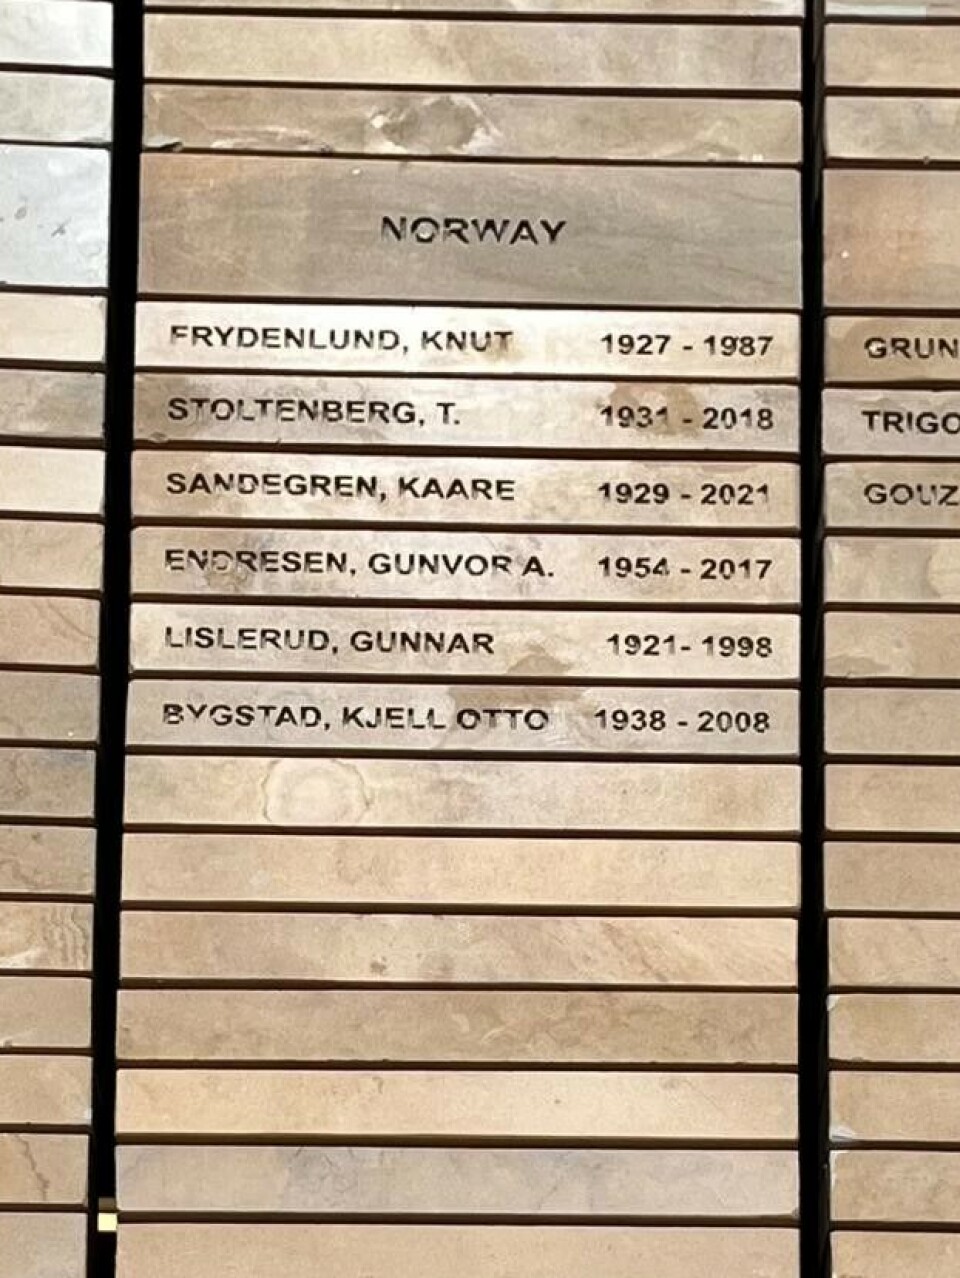 NORWAY
FRYDENLUND, KNUT 1927 - 1987
STOLTENBERG, T. 1931 - 2018
SANDEGREN, KAARE 1929 - 2021
ENDRESEN, GUNVOR A. 1954 - 2017
LISLERUD, GUNNAR 1921- 1998
BYGSTAD, KJELL OTTO 1938 - 2008
GRUN
TRIGO
GOUZ